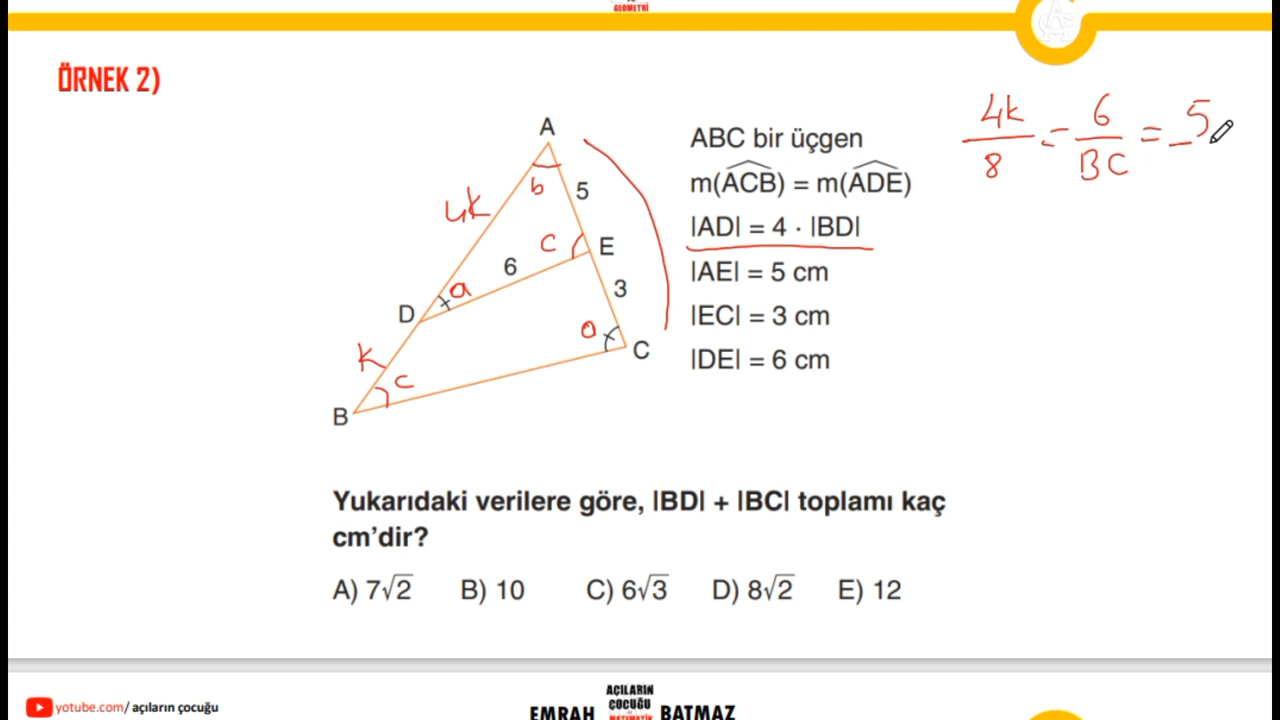 GEOMETRİ
ÖRNEK 2)
A
b
5
4k
c
E
6
3
a
D
a
C
k
c
B
ABC bir üçgen
m(ACB) = m(ADE)
|AD| = 4 · |BD|
|AE| = 5 cm
|EC| = 3 cm
|DE| = 6 cm
4k/8 = 6/BC = 5
Yukarıdaki verilere göre, |BD| + |BC| toplamı kaç
cm'dir?
A) 7√2 B) 10 C) 6√3 D) 8√2 E) 12
yotube.com/ açıların çocuğu
AÇILARIN
ÇOCUĞU
MATEMATİK
EMRAH BATMAZ